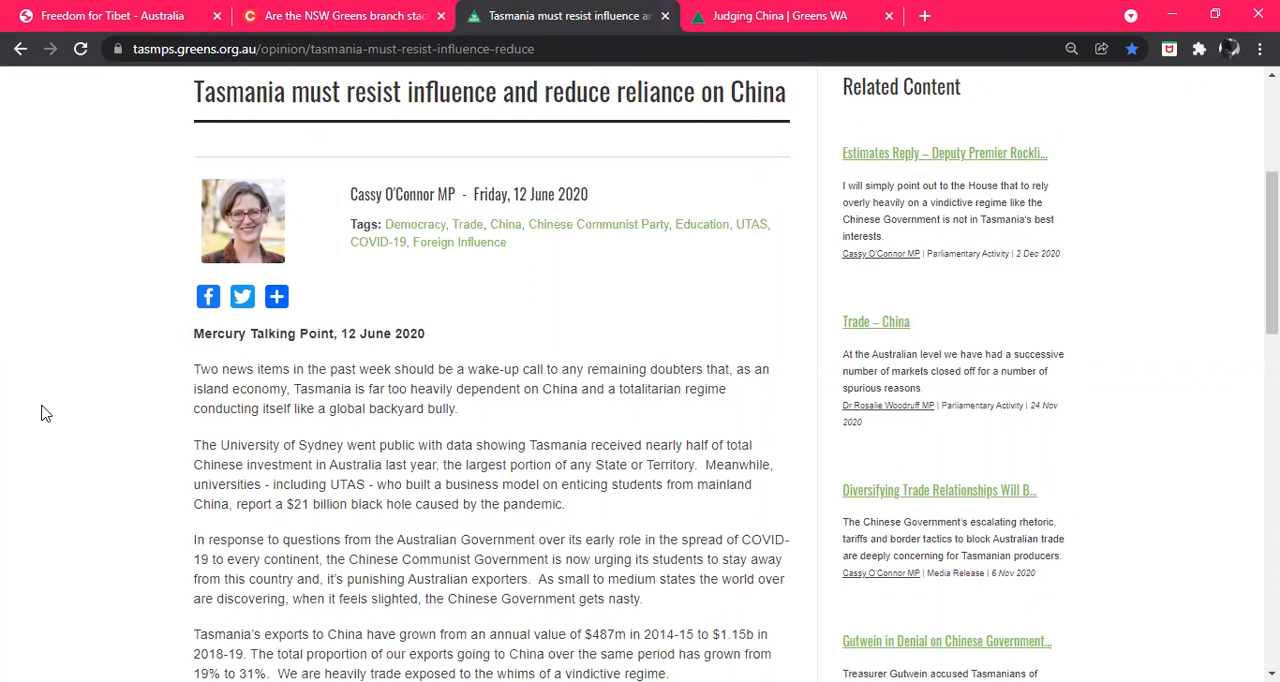 Freedom for Tibet - Australia
Are the NSW Greens branch stac
Tasmania must resist influence an
Judging China | Greens WA
tasmps.greens.org.au/opinion/tasmania-must-resist-influence-reduce
Tasmania must resist influence and reduce reliance on China
Cassy O'Connor MP - Friday, 12 June 2020
Tags: Democracy, Trade, China, Chinese Communist Party, Education, UTAS,
COVID-19, Foreign Influence
Mercury Talking Point, 12 June 2020
Two news items in the past week should be a wake-up call to any remaining doubters that, as an
island economy, Tasmania is far too heavily dependent on China and a totalitarian regime
conducting itself like a global backyard bully.
The University of Sydney went public with data showing Tasmania received nearly half of total
Chinese investment in Australia last year, the largest portion of any State or Territory. Meanwhile,
universities - including UTAS - who built a business model on enticing students from mainland
China, report a $21 billion black hole caused by the pandemic.
In response to questions from the Australian Government over its early role in the spread of COVID-
19 to every continent, the Chinese Communist Government is now urging its students to stay away
from this country and, it's punishing Australian exporters. As small to medium states the world over
are discovering, when it feels slighted, the Chinese Government gets nasty.
Tasmania's exports to China have grown from an annual value of $487m in 2014-15 to $1.15b in
2018-19. The total proportion of our exports going to China over the same period has grown from
19% to 31%. We are heavily trade exposed to the whims of a vindictive regime.
Related Content
Estimates Reply – Deputy Premier Rockli...
I will simply point out to the House that to rely
overly heavily on a vindictive regime like the
Chinese Government is not in Tasmania's best
interests.
Cassy O'Connor MP | Parliamentary Activity | 2 Dec 2020
Trade – China
At the Australian level we have had a successive
number of markets closed off for a number of
spurious reasons.
Dr Rosalie Woodruff MP | Parliamentary Activity | 24 Nov
2020
Diversifying Trade Relationships Will B...
The Chinese Government's escalating rhetoric,
tariffs and border tactics to block Australian trade
are deeply concerning for Tasmanian producers.
Cassy O'Connor MP | Media Release | 6 Nov 2020
Gutwein in Denial on Chinese Government...
Treasurer Gutwein accused Tasmanians of